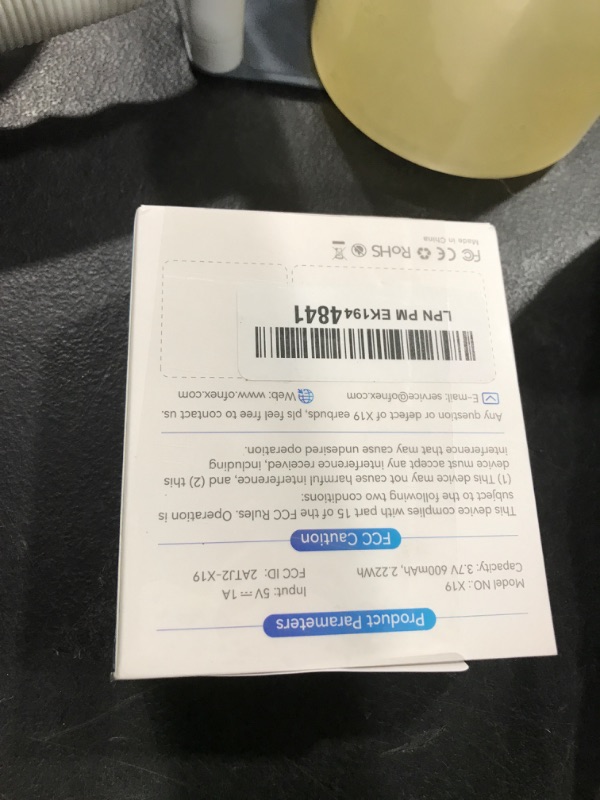 Product Parameters
Model NO.: X19
Input: 5V⎓1A
Capacity: 3.7V 600mAh, 2.22Wh
FCC ID: 2ATJ2-X19
FCC Caution
This device complies with part 15 of the FCC Rules. Operation is
subject to the following two conditions:
(1) This device may not cause harmful interference, and (2) this
device must accept any interference received, including
interference that may cause undesired operation.
Any question or defect of X19 earbuds, pls feel free to contact us.
E-mail: service@ofnex.com
Web: www.ofnex.com
LPN PM EK1944841
FC CE RoHS
Made in China